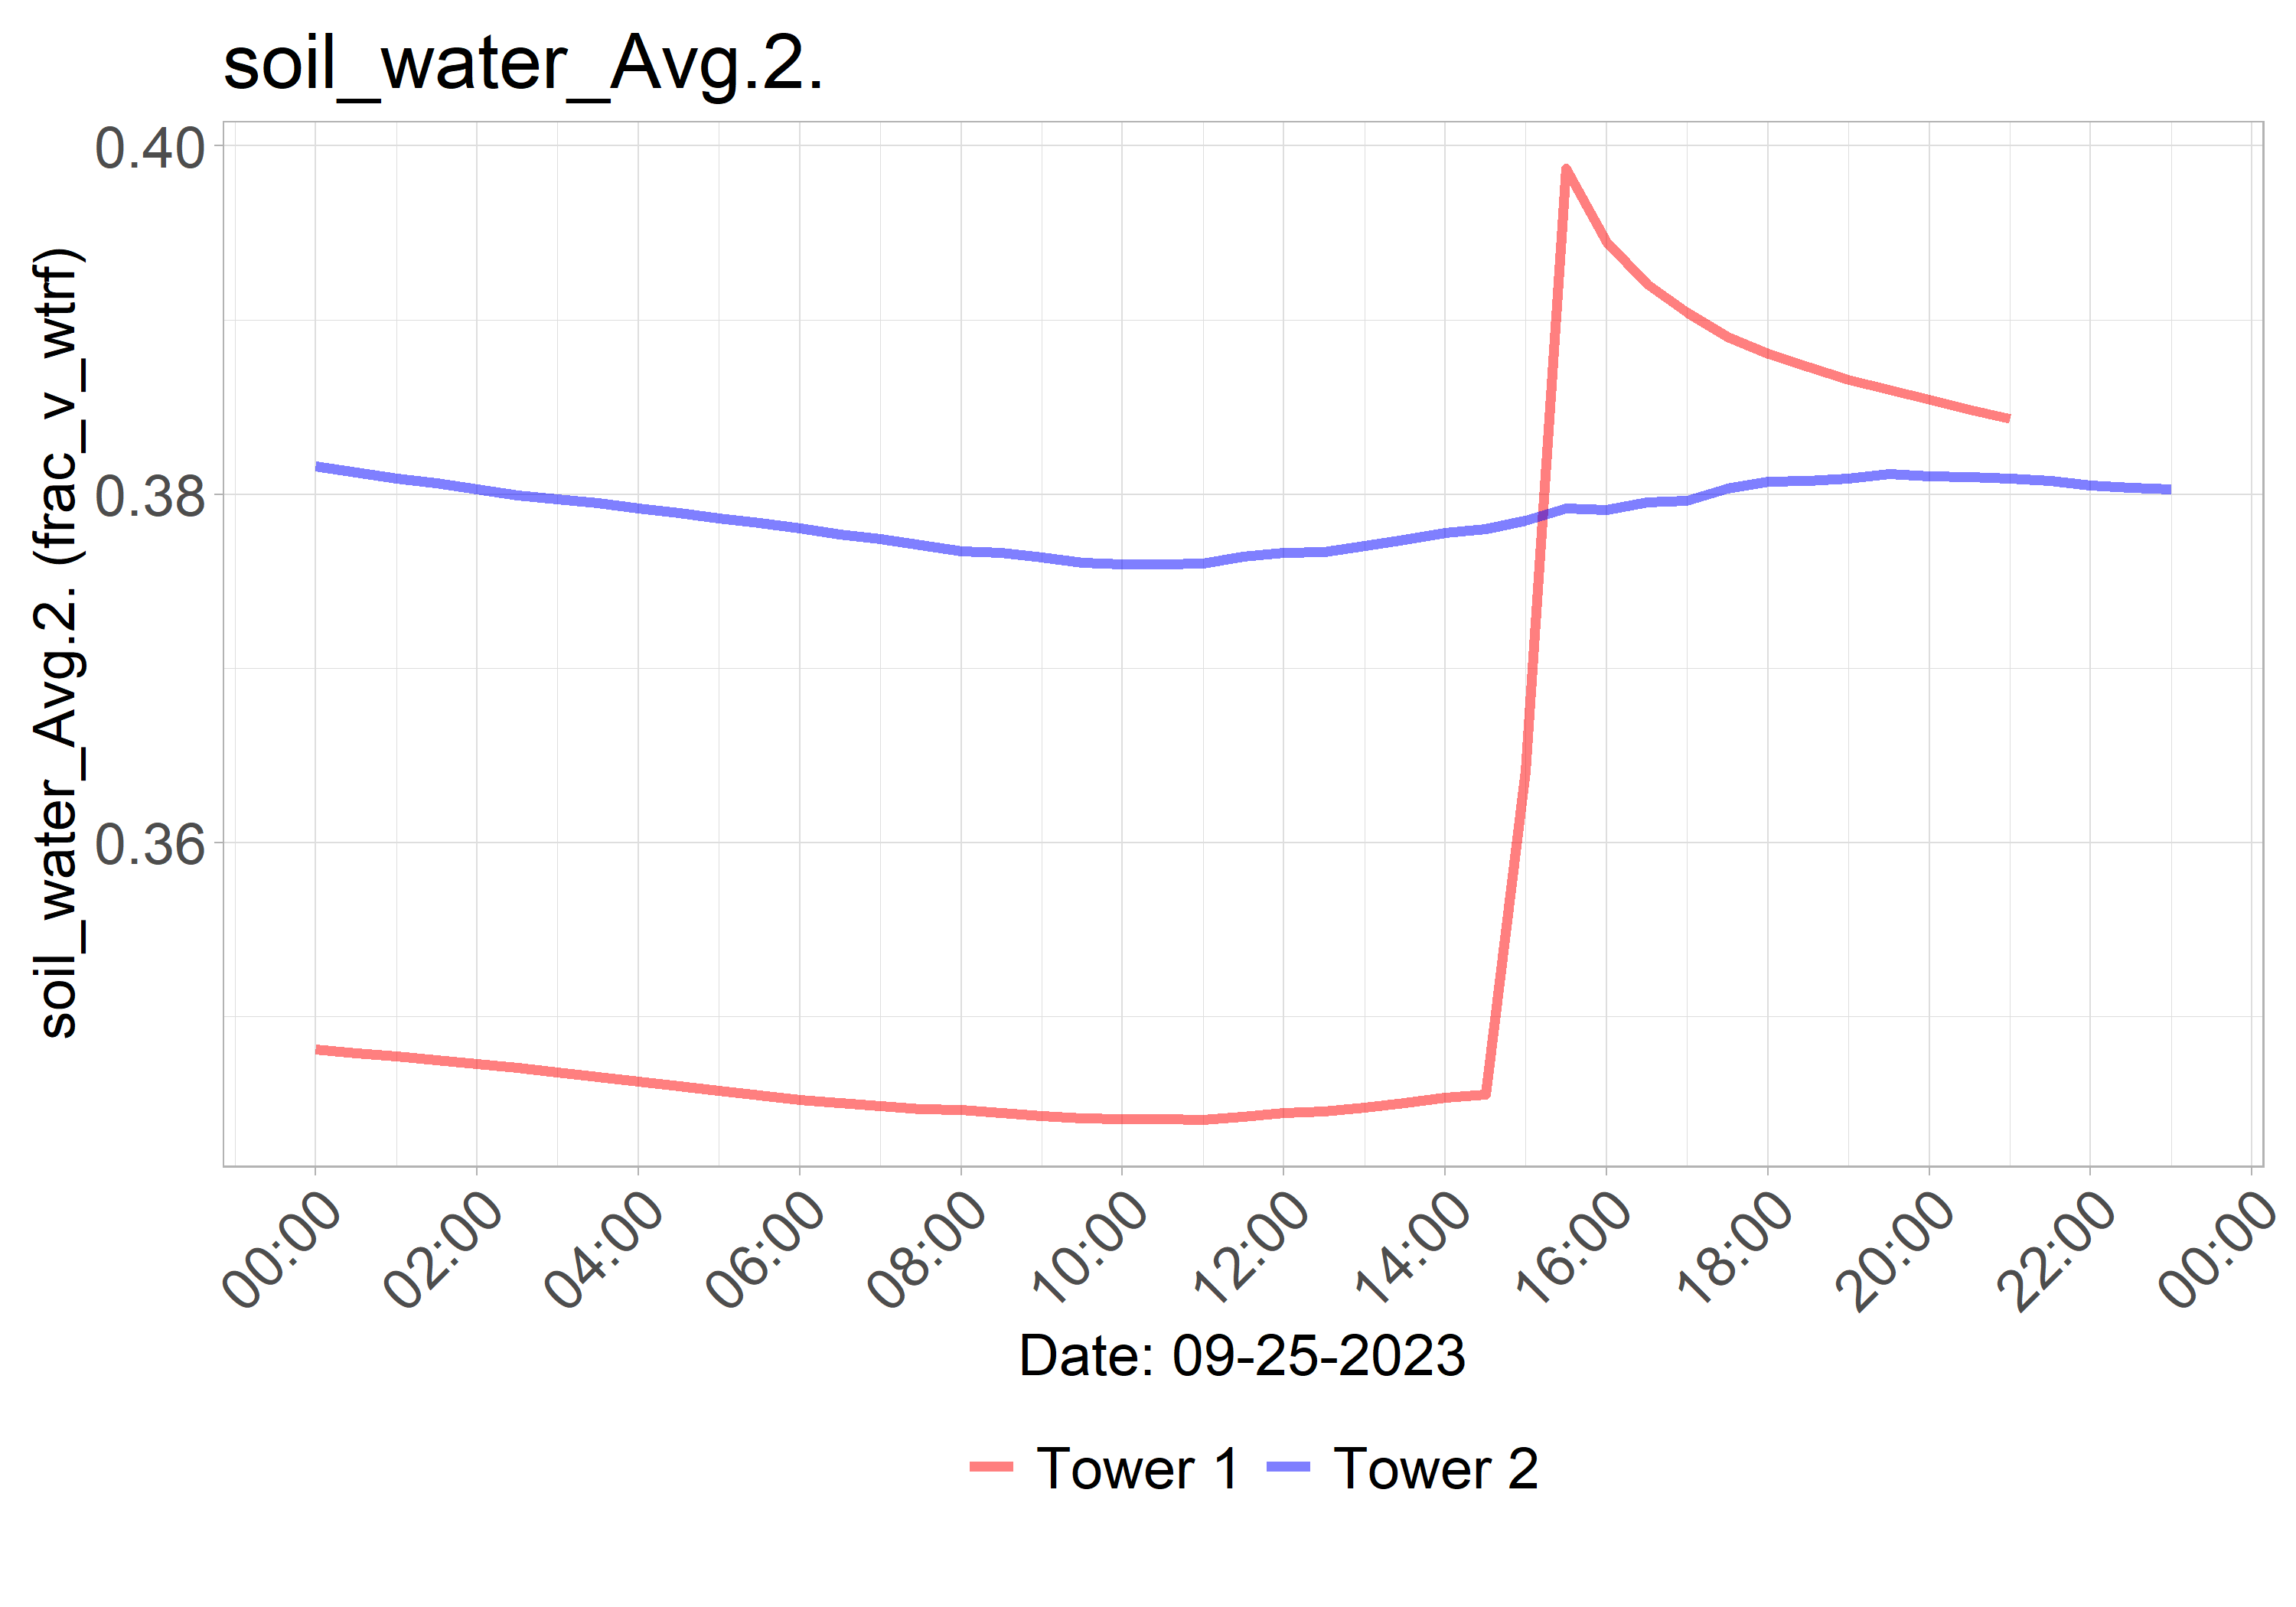 soil_water_Avg.2.
soil_water_Avg.2. (frac_v_wtrf)
0.40
0.38
0.36
00:00 02:00 04:00 06:00 08:00 10:00 12:00 14:00 16:00 18:00 20:00 22:00 00:00
Date: 09-25-2023
Tower 1 Tower 2